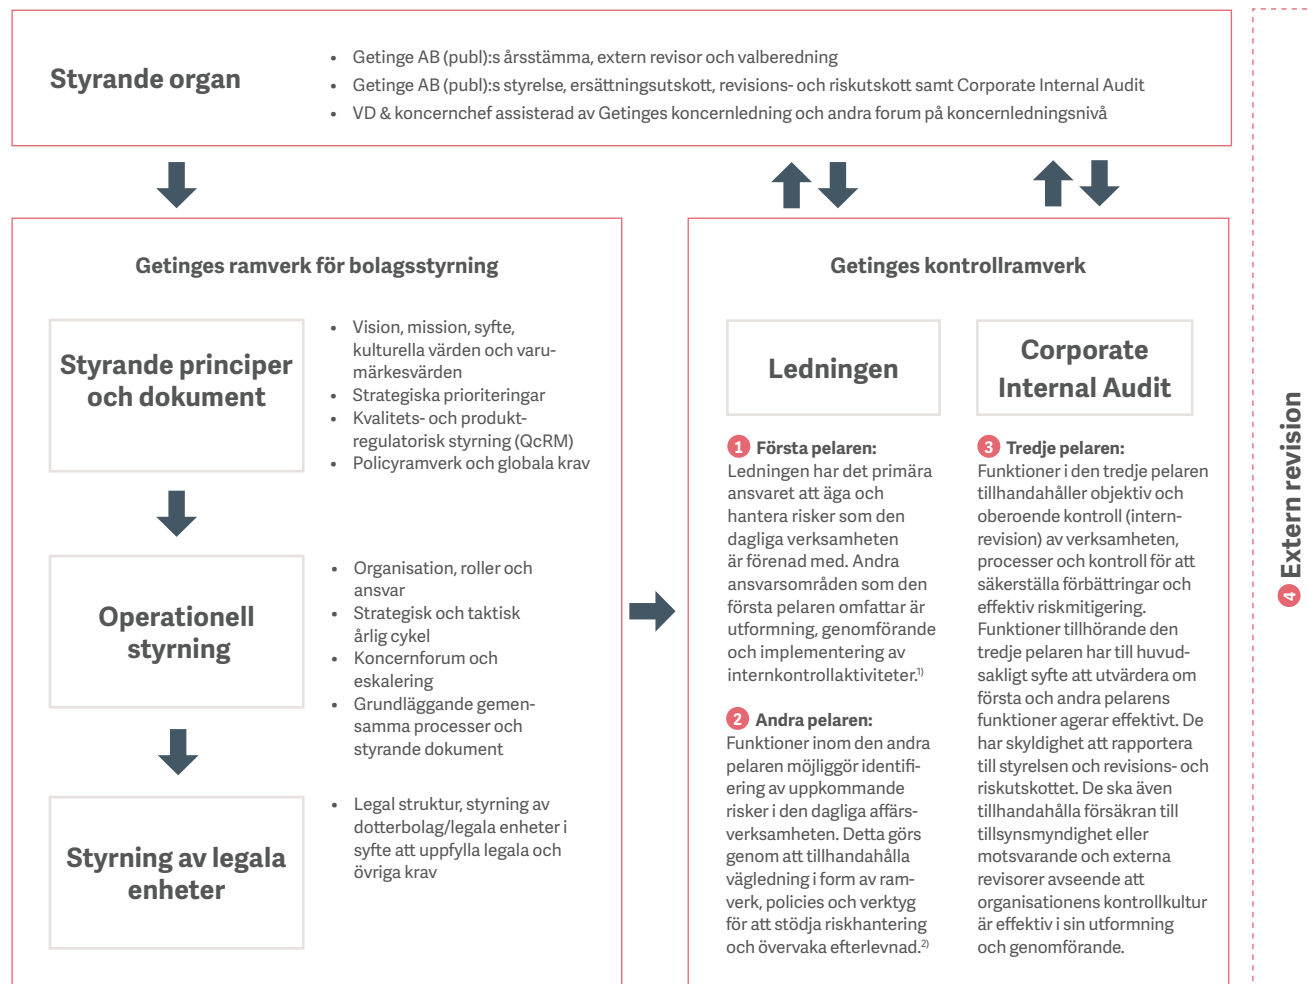 Styrande organ
• Getinge AB (publ):s årsstämma, extern revisor och valberedning
• Getinge AB (publ):s styrelse, ersättningsutskott, revisions- och riskutskott samt Corporate Internal Audit
• VD & koncernchef assisterad av Getinges koncernledning och andra forum på koncernledningsnivå
Getinges ramverk för bolagsstyrning
Styrande principer
och dokument
• Vision, mission, syfte,
kulturella värden och varu-
märkesvärden
• Strategiska prioriteringar
• Kvalitets- och produkt-
regulatorisk styrning (QcRM)
• Policyramverk och globala krav
Operationell
styrning
• Organisation, roller och
ansvar
• Strategisk och taktisk
årlig cykel
• Koncernforum och
eskalering
• Grundläggande gemen-
samma processer och
styrande dokument
Styrning av legala
enheter
• Legal struktur, styrning av
dotterbolag/legala enheter i
syfte att uppfylla legala och
övriga krav
Getinges kontrollramverk
Ledningen
1 Första pelaren:
Ledningen har det primära
ansvaret att äga och
hantera risker som den
dagliga verksamheten
är förenad med. Andra
ansvarsområden som den
första pelaren omfattar är
utformning, genomförande
och implementering av
internkontrollaktiviteter.1)
2 Andra pelaren:
Funktioner inom den andra
pelaren möjliggör identifi-
ering av uppkommande
risker i den dagliga affärs-
verksamheten. Detta görs
genom att tillhandahålla
vägledning i form av ram-
verk, policies och verktyg
för att stödja riskhantering
och övervaka efterlevnad.2)
Corporate
Internal Audit
3 Tredje pelaren:
Funktioner i den tredje pelaren
tillhandahåller objektiv och
oberoende kontroll (intern-
revision) av verksamheten,
processer och kontroll för att
säkerställa förbättringar och
effektiv riskmitigering.
Funktioner tillhörande den
tredje pelaren har till huvud-
sakligt syfte att utvärdera om
första och andra pelarens
funktioner agerar effektivt. De
har skyldighet att rapportera
till styrelsen och revisions- och
riskutskottet. De ska även
tillhandahålla försäkran till
tillsynsmyndighet eller
motsvarande och externa
revisorer avseende att
organisationens kontrollkultur
är effektiv i sin utformning
och genomförande.
4 Extern revision